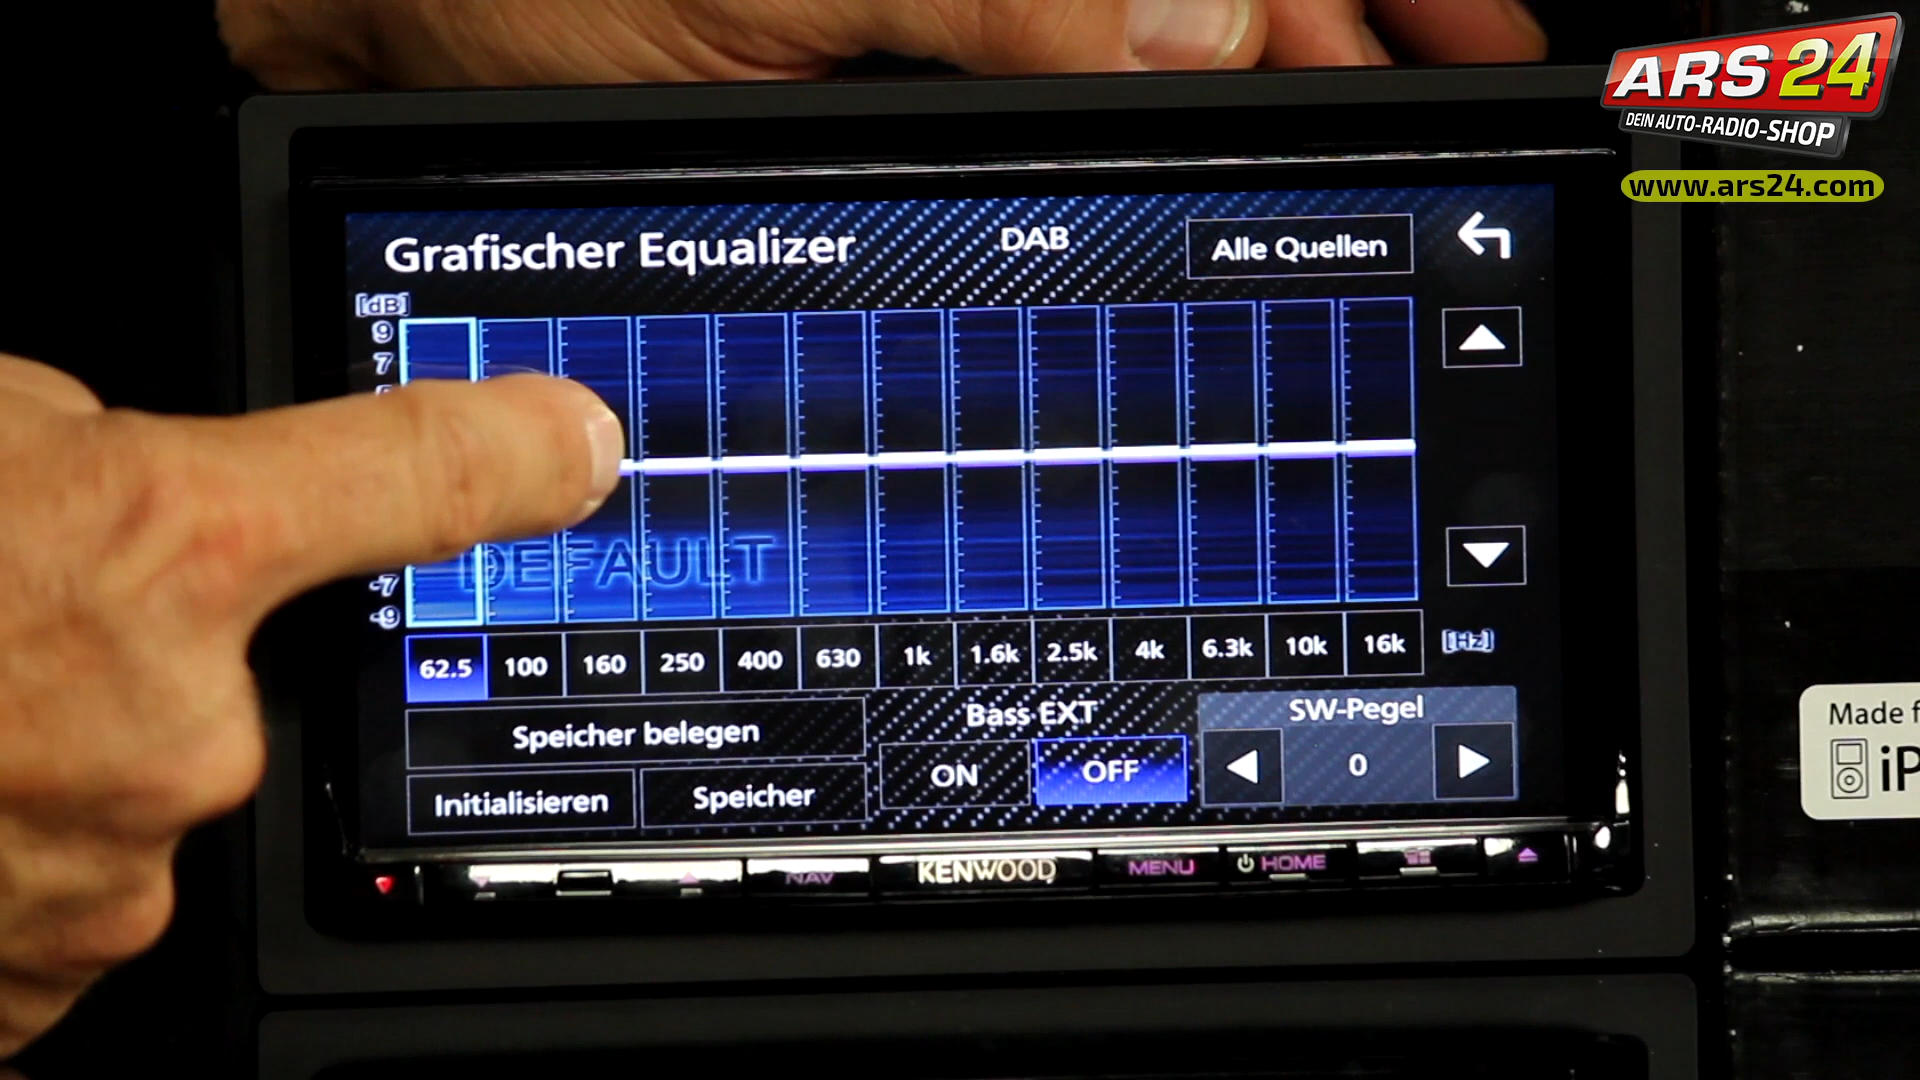 ARS 24
DEIN AUTO-RADIO-SHOP
www.ars24.com
Grafischer Equalizer
DAB
Alle Quellen
[dB]
9
7
-7
-9
DEFAULT
62.5 100 160 250 400 630 1k 1.6k 2.5k 4k 6.3k 10k 16k [Hz]
Speicher belegen
Bass EXT
SW-Pegel
Initialisieren
Speicher
ON
OFF
0
NAV
KENWOOD
MENU
HOME
Made f
iP